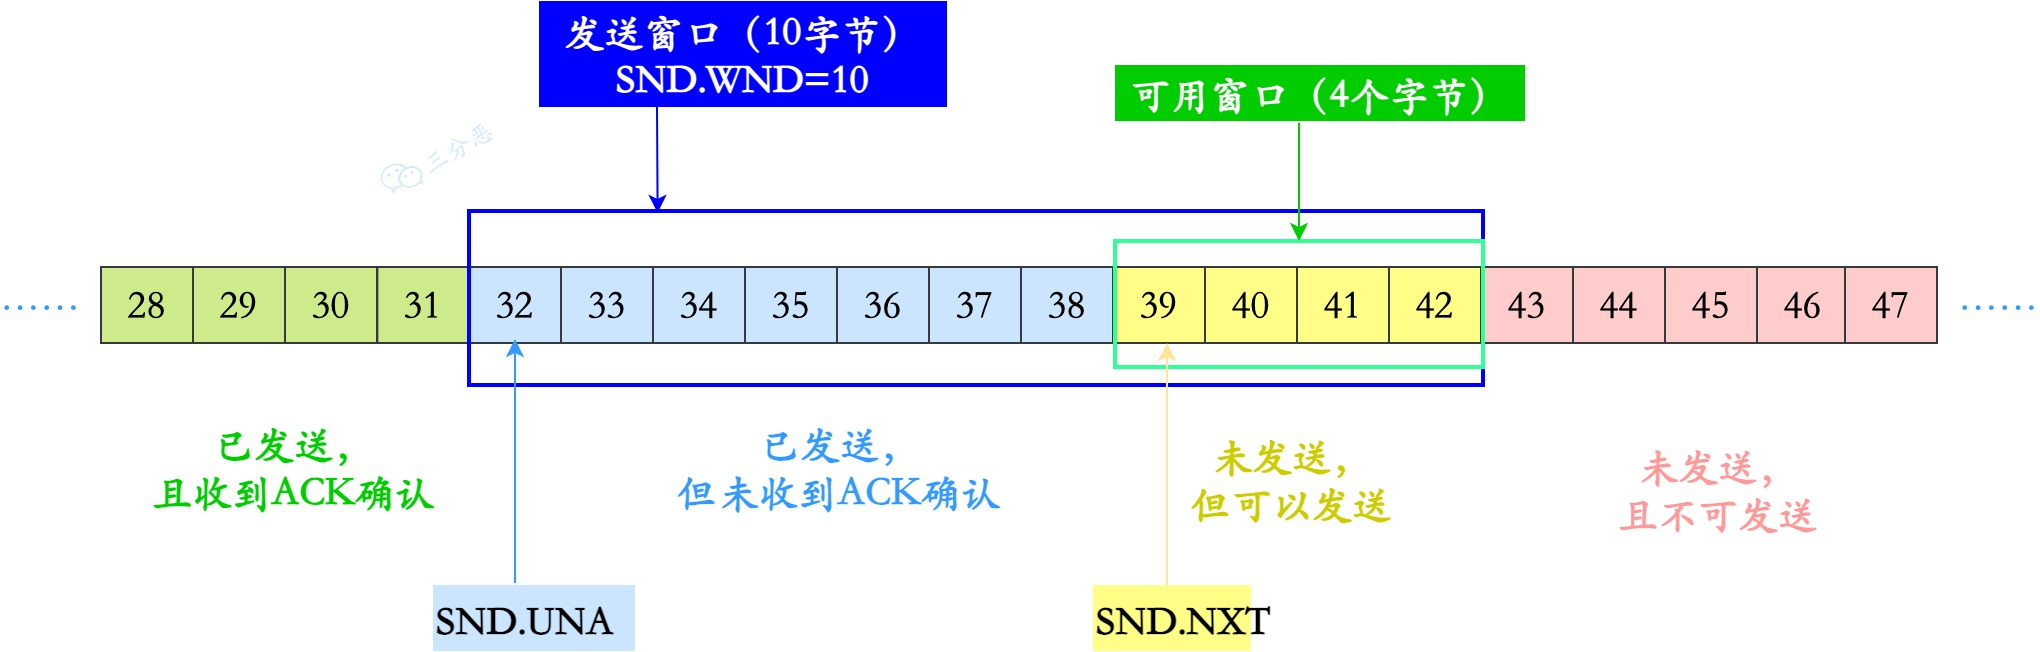 发送窗口（10字节）
SND.WND=10
可用窗口（4个字节）
三分恶
…… 28 29 30 31 32 33 34 35 36 37 38 39 40 41 42 43 44 45 46 47 ……
已发送，
且收到ACK确认
已发送，
但未收到ACK确认
未发送，
但可以发送
未发送，
且不可发送
SND.UNA
SND.NXT